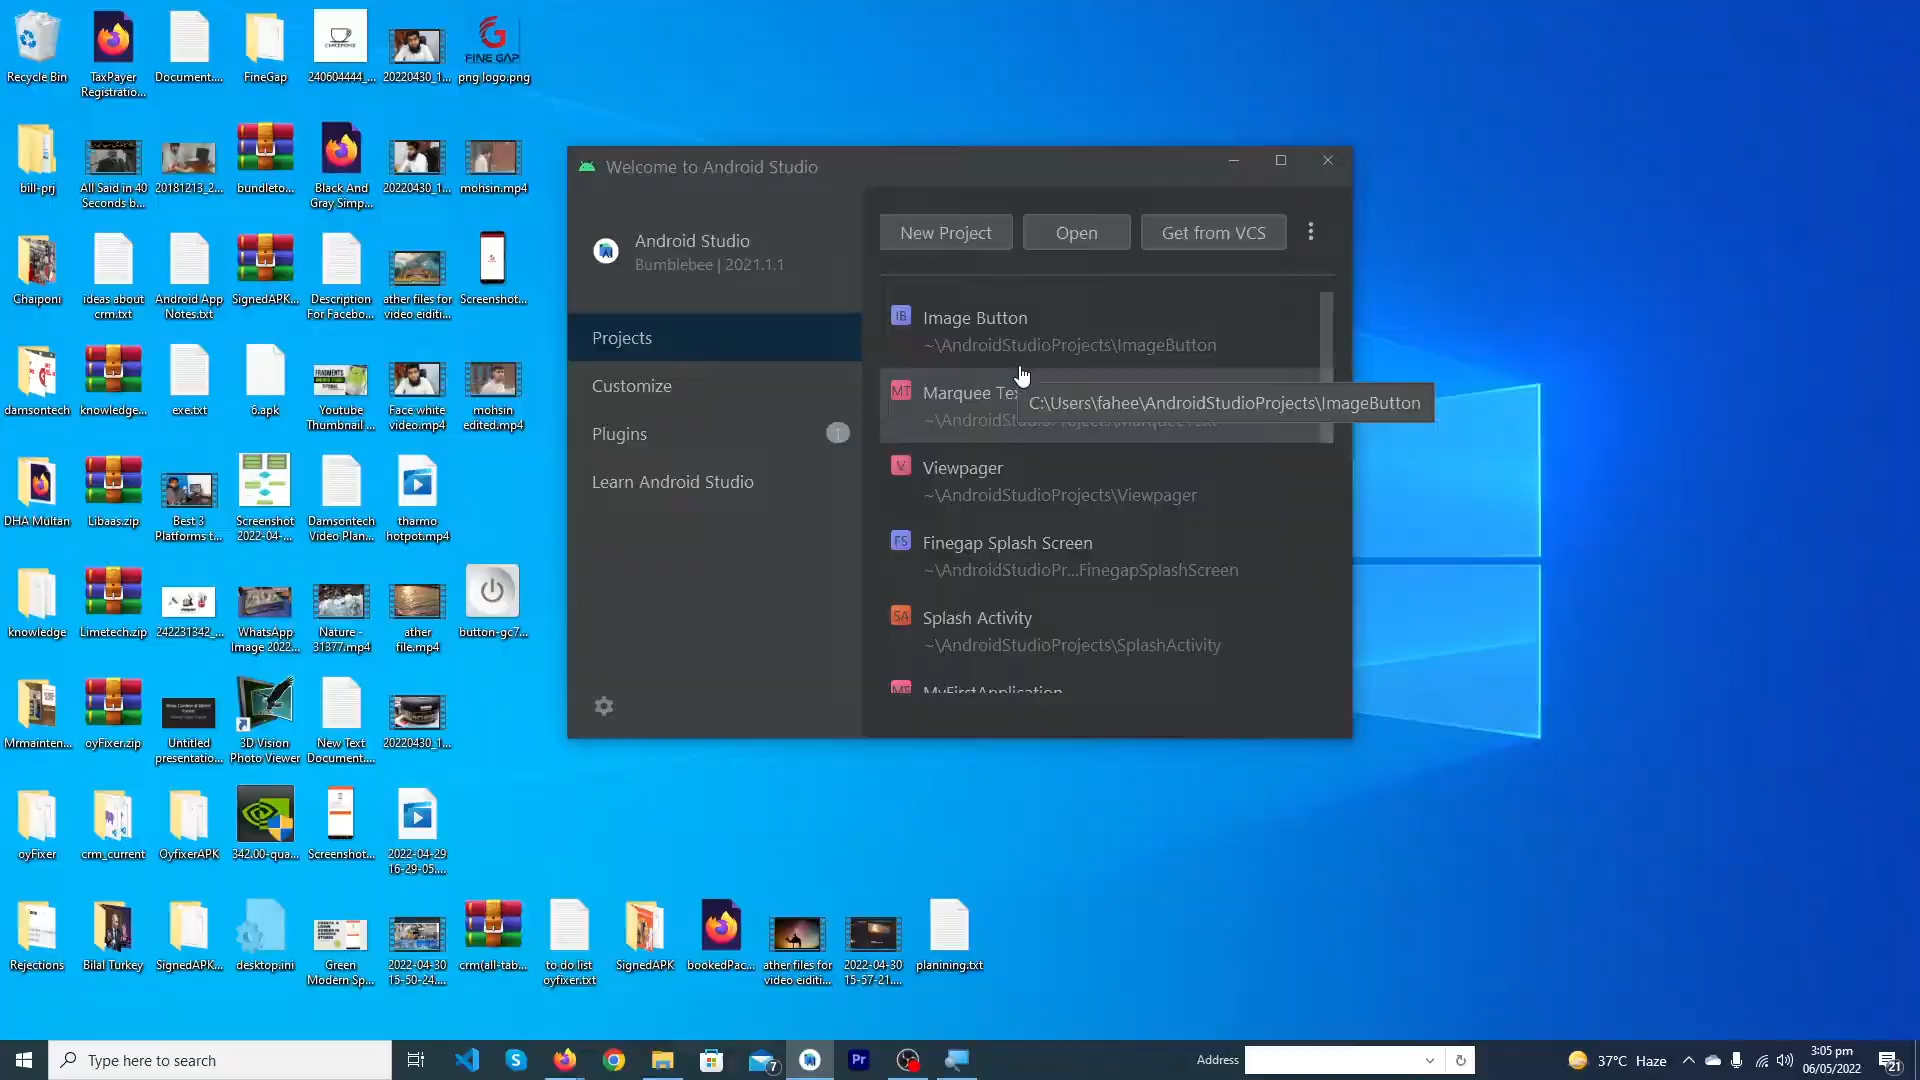 Recycle Bin
TaxPayer
Registratio...
Document....
FineGap
CHAIPONI
240604444_...
20220430_1...
FINE GAP
png logo.png
bill-prj
All Said in 40
Seconds b...
20181213_2...
bundleto...
Black And
Gray Simp...
20220430_1...
mohsin.mp4
Chaiponi
ideas about
crm.txt
Android App
Notes.txt
SignedAPK...
Description
For Facebo...
ather files for
video eiditi...
Screenshot...
damsontech
knowledge...
exe.txt
6.apk
FRAGMENTS
Youtube
Thumbnail ...
Face white
video.mp4
mohsin
edited.mp4
DHA Multan
Libaas.zip
Best 3
Platforms t...
Screenshot
2022-04-...
Damsontech
Video Plan...
tharmo
hotpot.mp4
knowledge
Limetech.zip
242231342_...
WhatsApp
Image 2022...
Nature -
31377.mp4
ather
file.mp4
button-gc7...
Mrmainten...
oyFixer.zip
Untitled
presentatio...
3D Vision
Photo Viewer
New Text
Document....
20220430_1...
oyFixer
crm_current
OyfixerAPK
342.00-qua...
Screenshot...
2022-04-29
16-29-05....
Rejections
Bilal Turkey
SignedAPK...
desktop.ini
Green
Modern Sp...
2022-04-30
15-50-24....
crm(all-tab...
to do list
oyfixer.txt
SignedAPK
bookedPac...
ather files for
video eiditi...
2022-04-30
15-57-21....
planining.txt
Welcome to Android Studio
Android Studio
Bumblebee | 2021.1.1
Projects
Customize
Plugins
1
Learn Android Studio
New Project
Open
Get from VCS
IB
Image Button
~\AndroidStudioProjects\ImageButton
MT
Marquee Tex
C:\Users\fahee\AndroidStudioProjects\ImageButton
~\AndroidStudioProjects\MarqueeText
V
Viewpager
~\AndroidStudioProjects\Viewpager
FS
Finegap Splash Screen
~\AndroidStudioPr...FinegapSplashScreen
SA
Splash Activity
~\AndroidStudioProjects\SplashActivity
MyFirstApplication
Type here to search
7
Pr
Address
37°C Haze
3:05 pm
06/05/2022
21